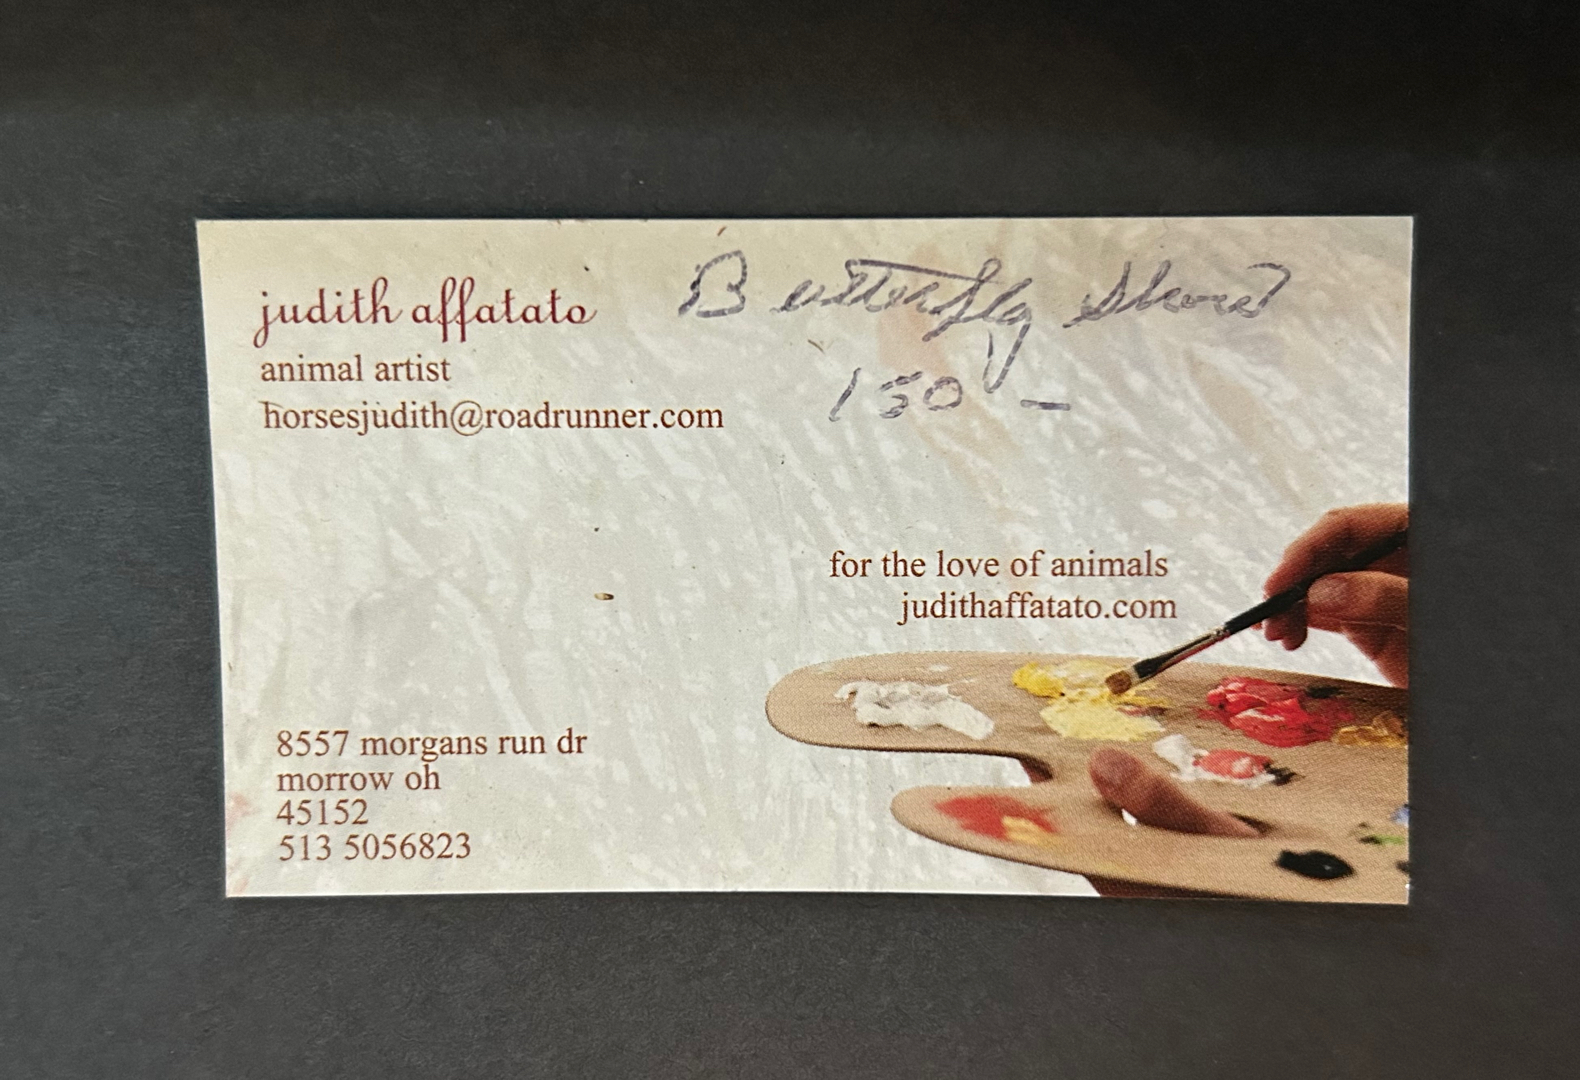 judith affatato
animal artist
horsesjudith@roadrunner.com
Butterfly
150 -
for the love of animals
judithaffatato.com
8557 morgans run dr
morrow oh
45152
513 5056823